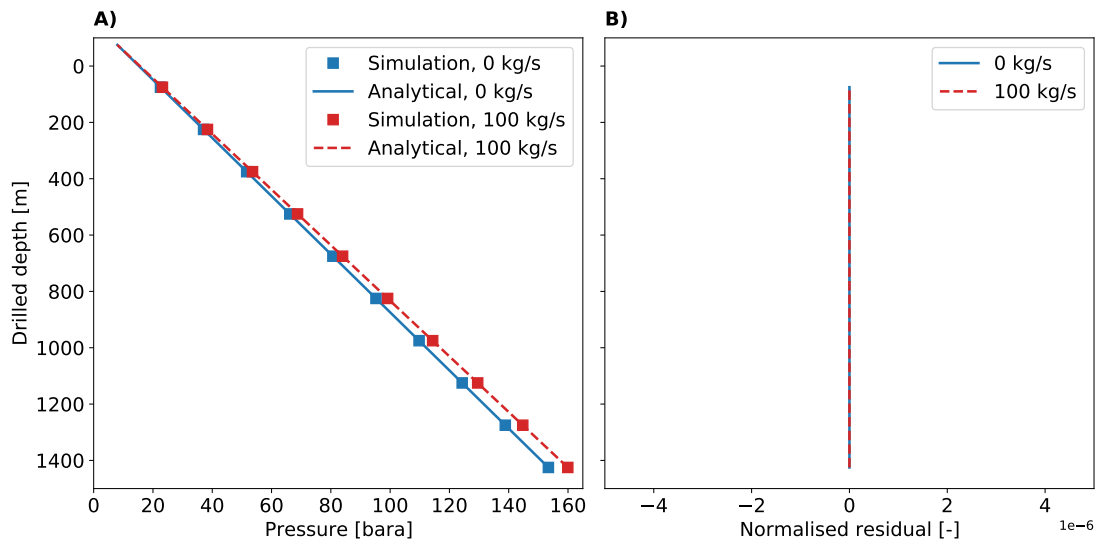 A)
Simulation, 0 kg/s
Analytical, 0 kg/s
Simulation, 100 kg/s
Analytical, 100 kg/s
Drilled depth [m]
0
200
400
600
800
1000
1200
1400
0 20 40 60 80 100 120 140 160
Pressure [bara]
B)
0 kg/s
100 kg/s
−4 −2 0 2 4
1e−6
Normalised residual [-]